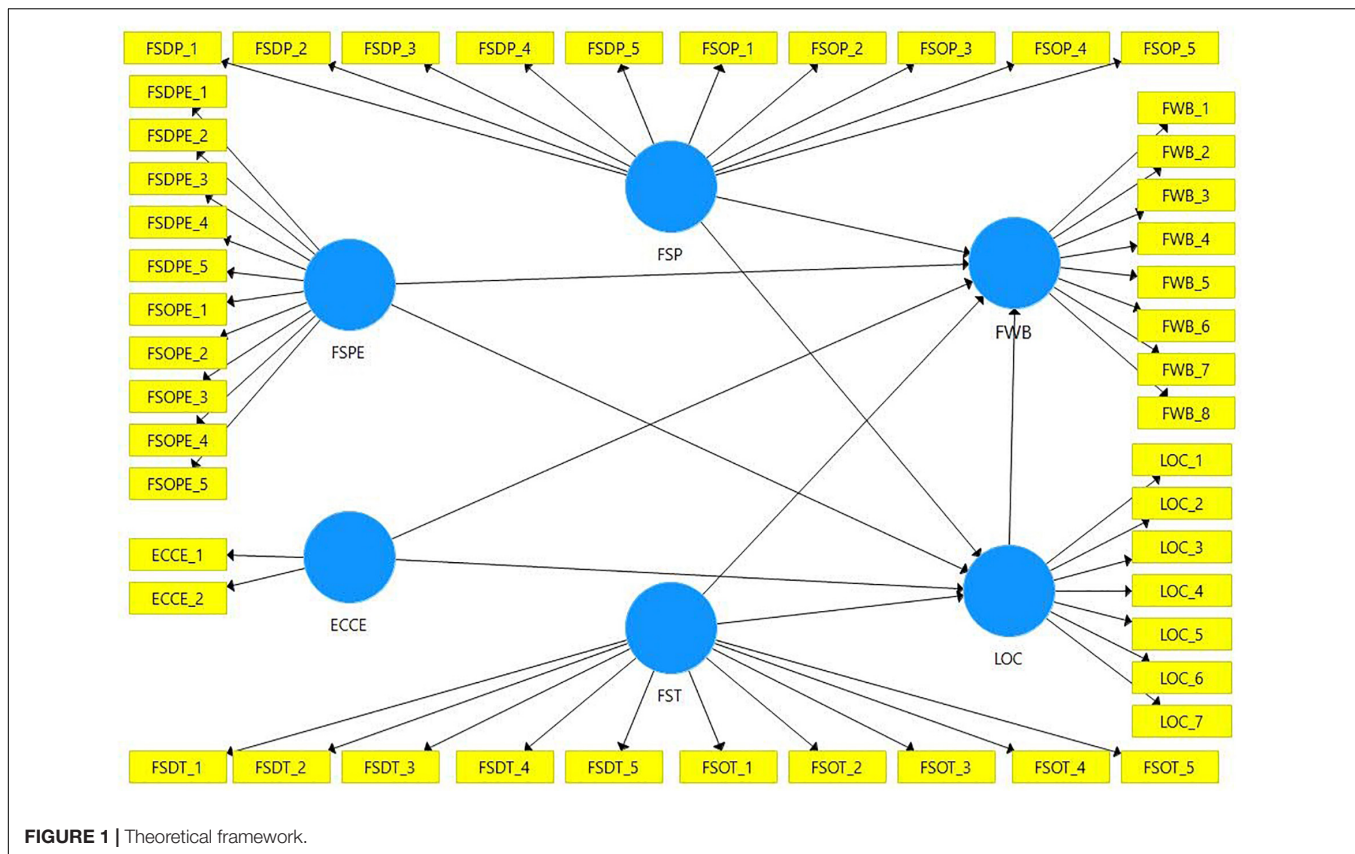 FSDP_1 FSDP_2 FSDP_3 FSDP_4 FSDP_5 FSOP_1 FSOP_2 FSOP_3 FSOP_4 FSOP_5
FSDPE_1
FSDPE_2
FSDPE_3
FSDPE_4
FSDPE_5
FSOPE_1
FSOPE_2
FSOPE_3
FSOPE_4
FSOPE_5
FSP
FSPE
FWB
FWB_1
FWB_2
FWB_3
FWB_4
FWB_5
FWB_6
FWB_7
FWB_8
ECCE_1
ECCE_2
ECCE
FST
LOC
LOC_1
LOC_2
LOC_3
LOC_4
LOC_5
LOC_6
LOC_7
FSDT_1 FSDT_2 FSDT_3 FSDT_4 FSDT_5 FSOT_1 FSOT_2 FSOT_3 FSOT_4 FSOT_5
FIGURE 1 | Theoretical framework.